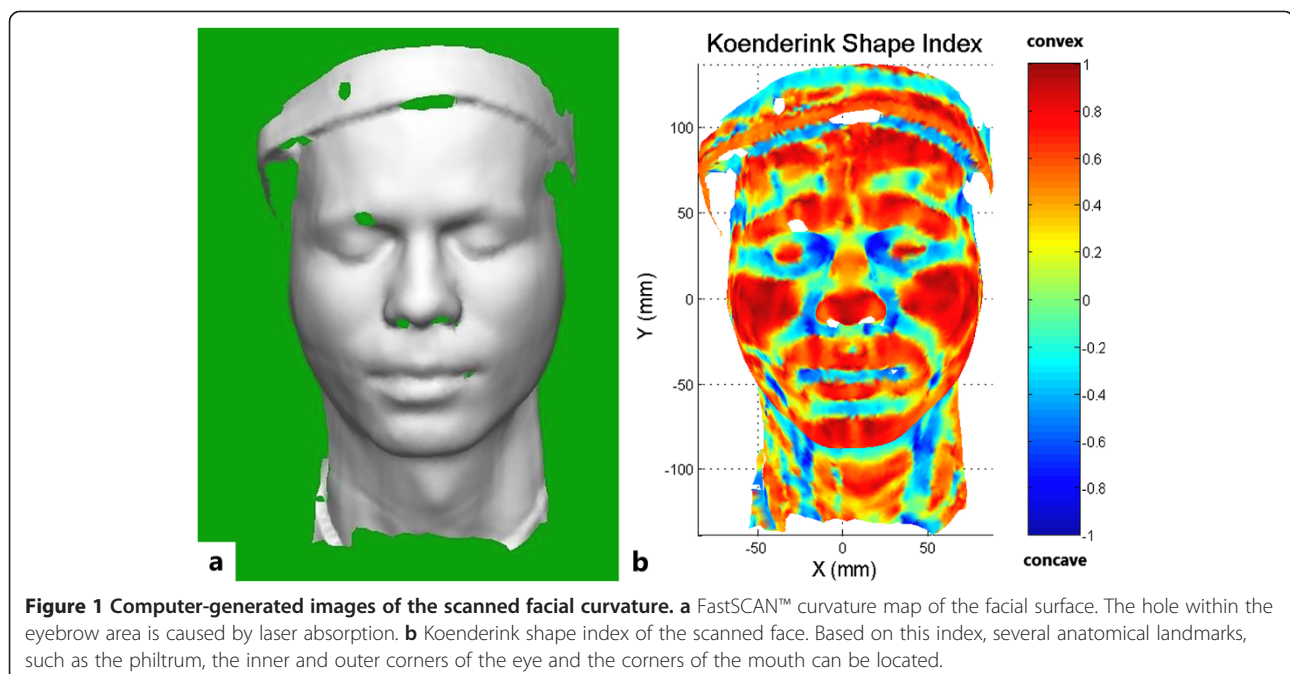 Koenderink Shape Index
convex
1
0.8
0.6
0.4
0.2
0
-0.2
-0.4
-0.6
-0.8
-1
concave
100
50
0
-50
-100
Y (mm)
-50 0 50
X (mm)
a
b
Figure 1 Computer-generated images of the scanned facial curvature. a FastSCAN™ curvature map of the facial surface. The hole within the
eyebrow area is caused by laser absorption. b Koenderink shape index of the scanned face. Based on this index, several anatomical landmarks,
such as the philtrum, the inner and outer corners of the eye and the corners of the mouth can be located.